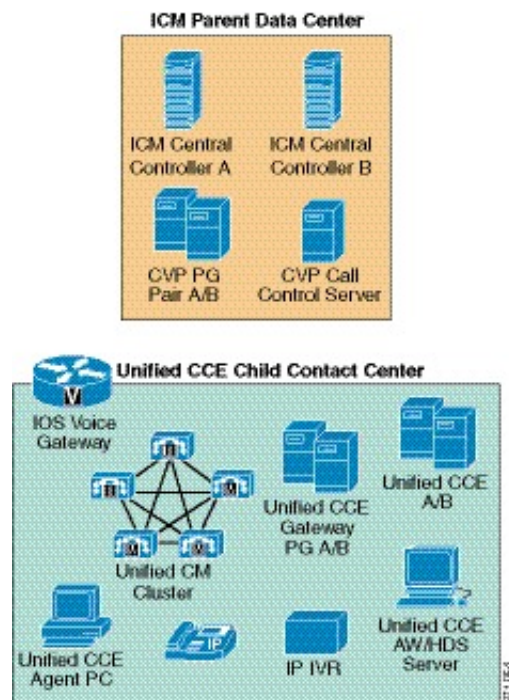 ICM Parent Data Center
ICM Central
Controller A
ICM Central
Controller B
CVP PG
Pair A/B
CVP Call
Control Server
Unified CCE Child Contact Center
V
IOS Voice
Gateway
Unified CM
Cluster
Unified CCE
Gateway
PG A/B
Unified CCE
A/B
Unified CCE
Agent PC
IP
IP IVR
Unified CCE
AW/HDS
Server